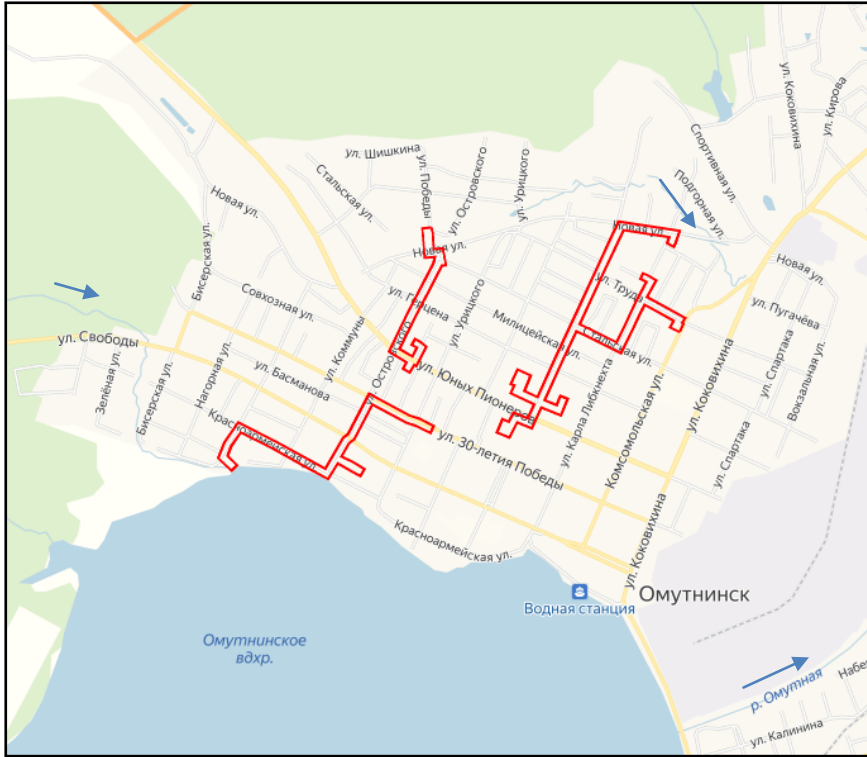 ул. Коковихина
ул. Кирова
Спортивная ул.
Подгорная ул.
ул. Шишкина
ул. Победы
ул. Островского
ул. Урицкого
Стальская ул.
Новая ул.
Новая ул.
Новая ул.
Новая ул.
Бисерская ул.
Совхозная ул.
ул. Герцена
ул. Труда
ул. Пугачёва
ул. Свободы
ул. Коммуны
ул. Островского
ул. Урицкого
Милицейская ул.
Стальская ул.
Зелёная ул.
Бисерская ул.
Нагорная ул.
ул. Басманова
ул. Юных Пионеров
ул. Карла Либкнехта
Комсомольская ул.
ул. Коковихина
ул. Спартака
Вокзальная ул.
Красноармейская ул.
ул. 30-летия Победы
ул. Спартака
Красноармейская ул.
ул. Коковихина
Водная станция
Омутнинск
Омутнинское
вдхр.
р. Омутная
Набе
ул. Калинина